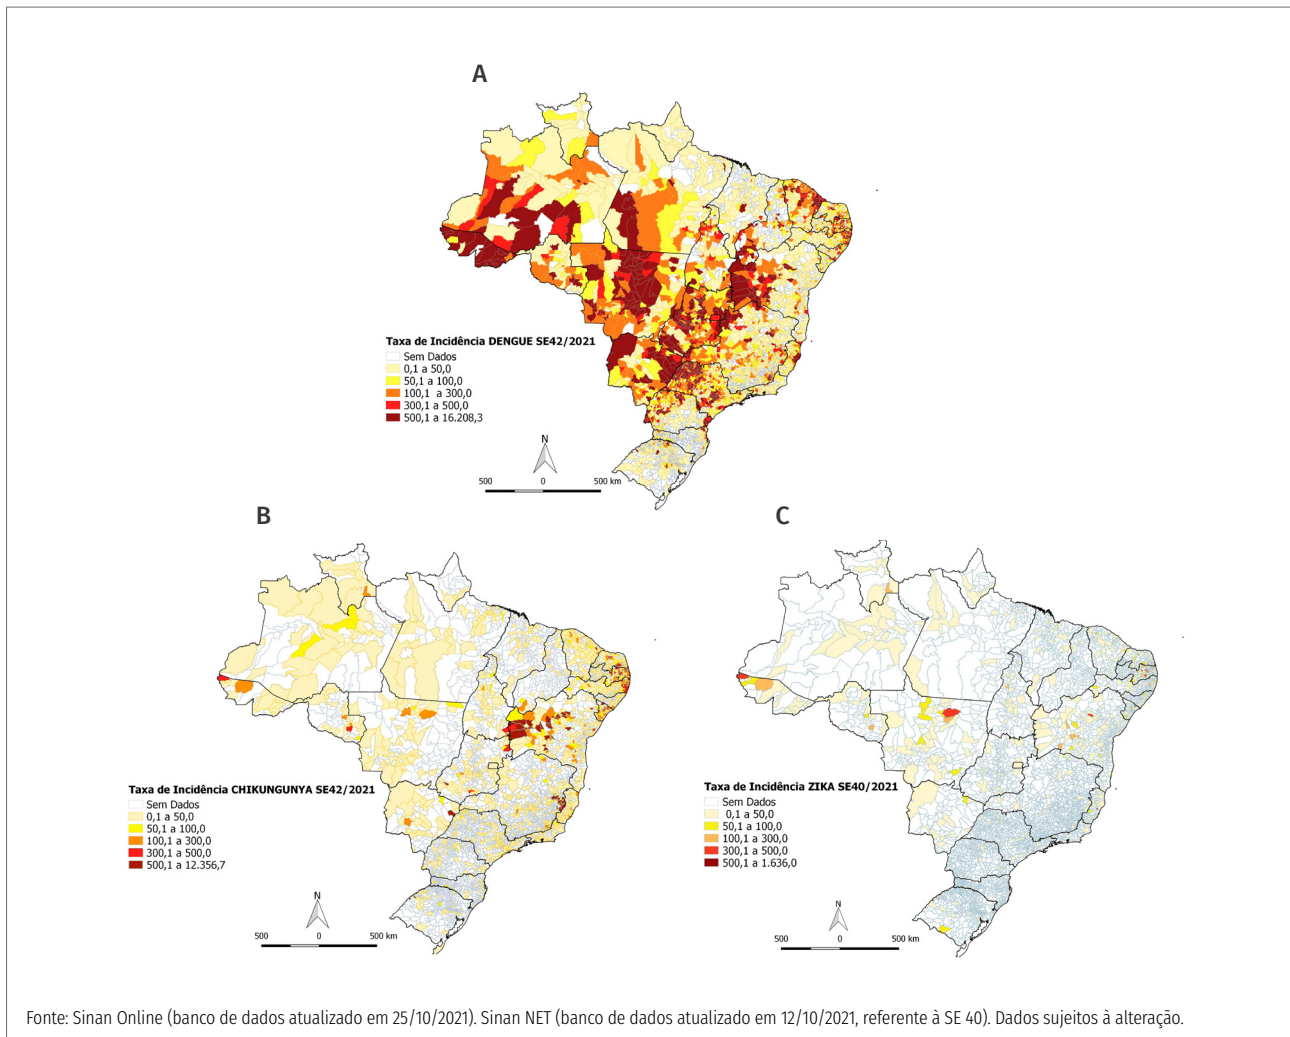 A
Taxa de Incidência DENGUE SE42/2021
Sem Dados
0,1 a 50,0
50,1 a 100,0
100,1 a 300,0
300,1 a 500,0
500,1 a 16.208,3
N
500 0 500 km
B
Taxa de Incidência CHIKUNGUNYA SE42/2021
Sem Dados
0,1 a 50,0
50,1 a 100,0
100,1 a 300,0
300,1 a 500,0
500,1 a 12.356,7
N
500 0 500 km
C
Taxa de Incidência ZIKA SE40/2021
Sem Dados
0,1 a 50,0
50,1 a 100,0
100,1 a 300,0
300,1 a 500,0
500,1 a 1.636,0
N
500 0 500 km
Fonte: Sinan Online (banco de dados atualizado em 25/10/2021). Sinan NET (banco de dados atualizado em 12/10/2021, referente à SE 40). Dados sujeitos à alteração.